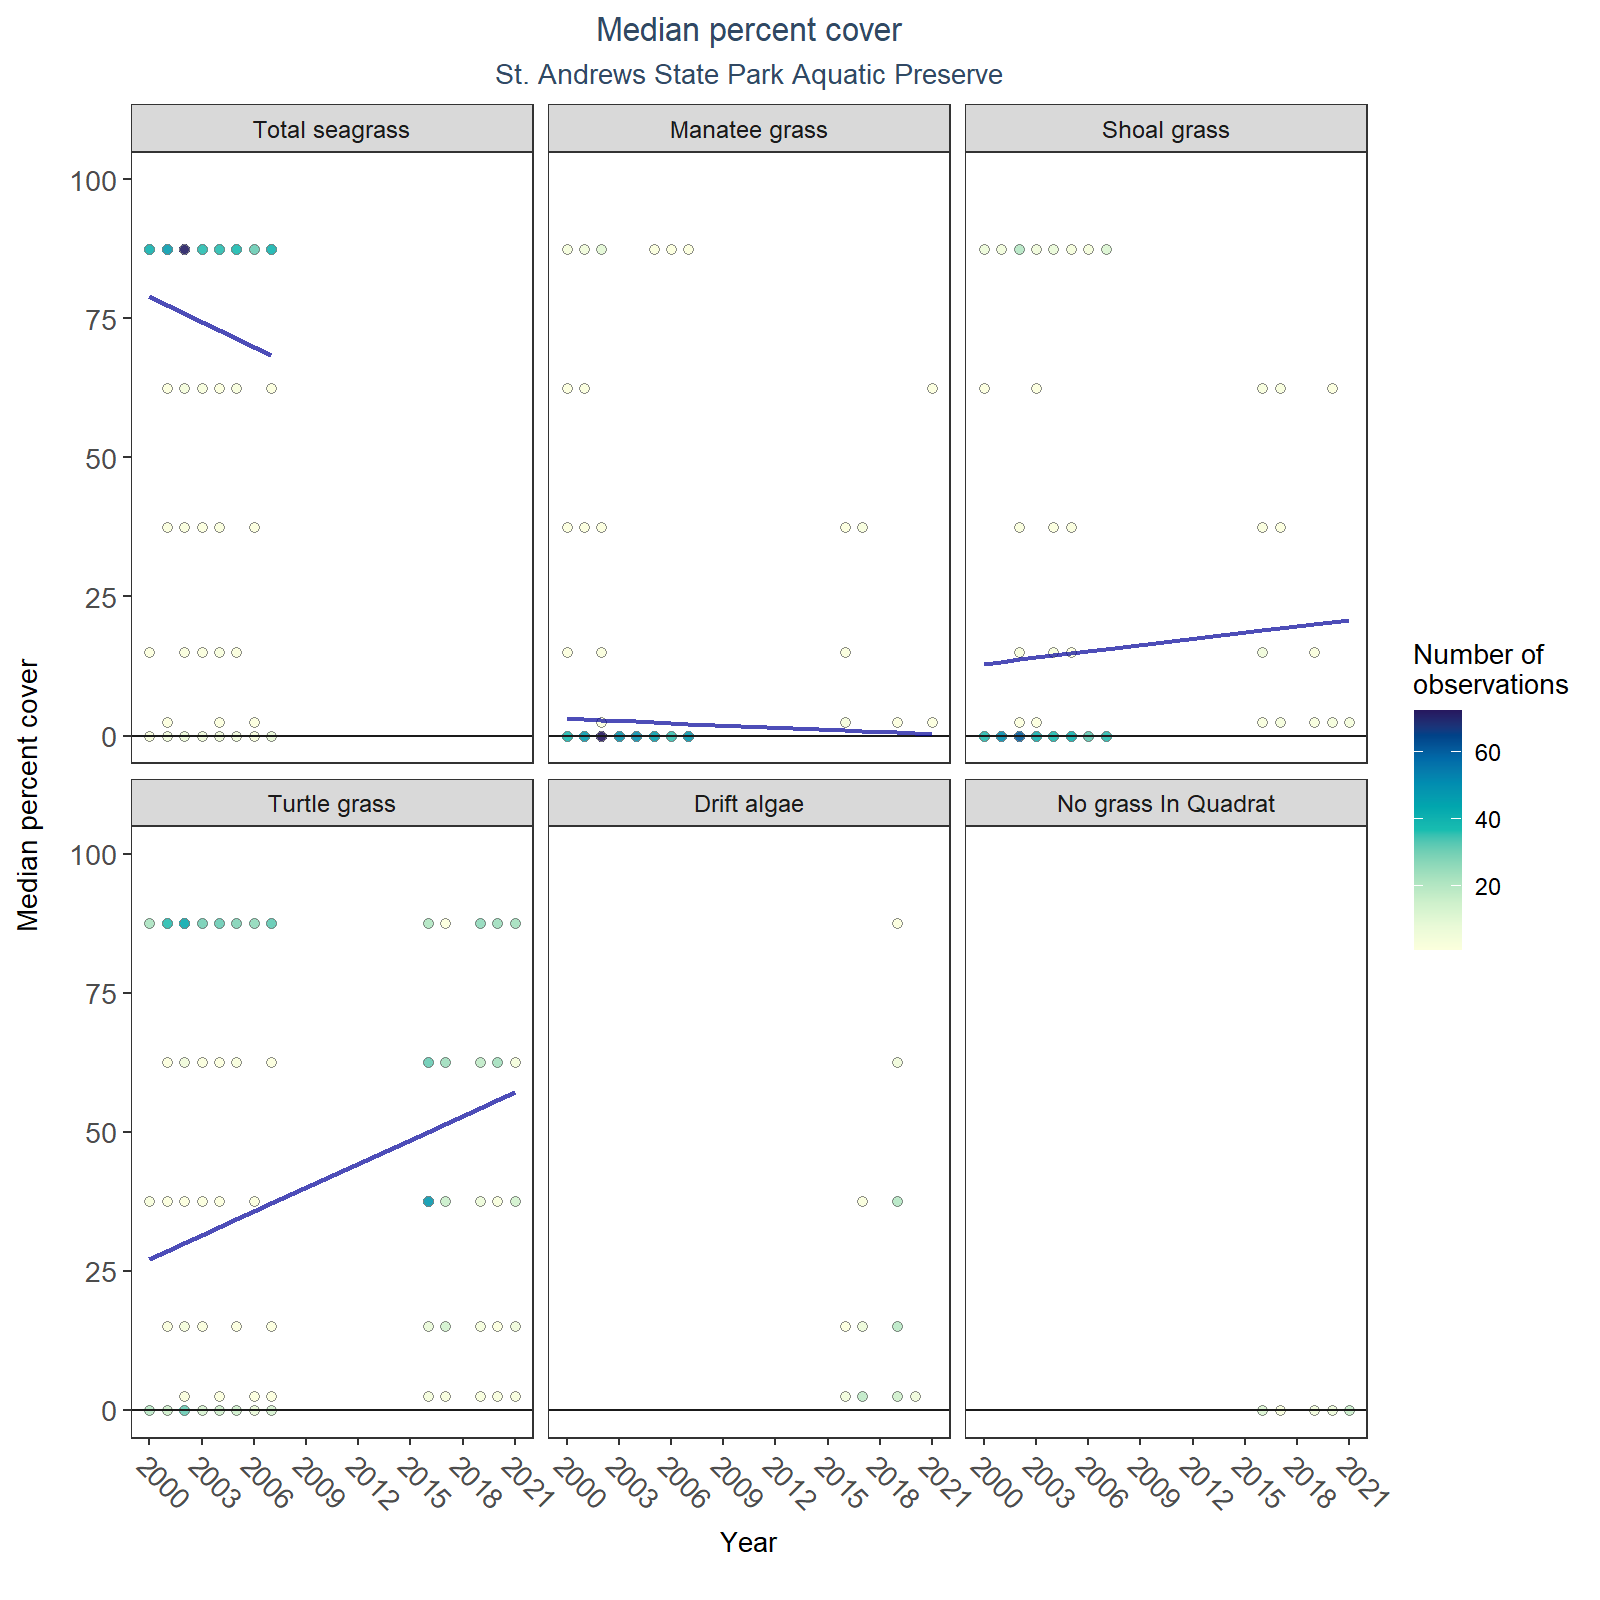 Median percent cover
St. Andrews State Park Aquatic Preserve
Total seagrass
Manatee grass
Shoal grass
100
75
50
25
0
Turtle grass
Drift algae
No grass In Quadrat
100
75
50
25
0
2000 2003 2006 2009 2012 2015 2018 2021
2000 2003 2006 2009 2012 2015 2018 2021
2000 2003 2006 2009 2012 2015 2018 2021
Year
Median percent cover
Number of
observations
60
40
20